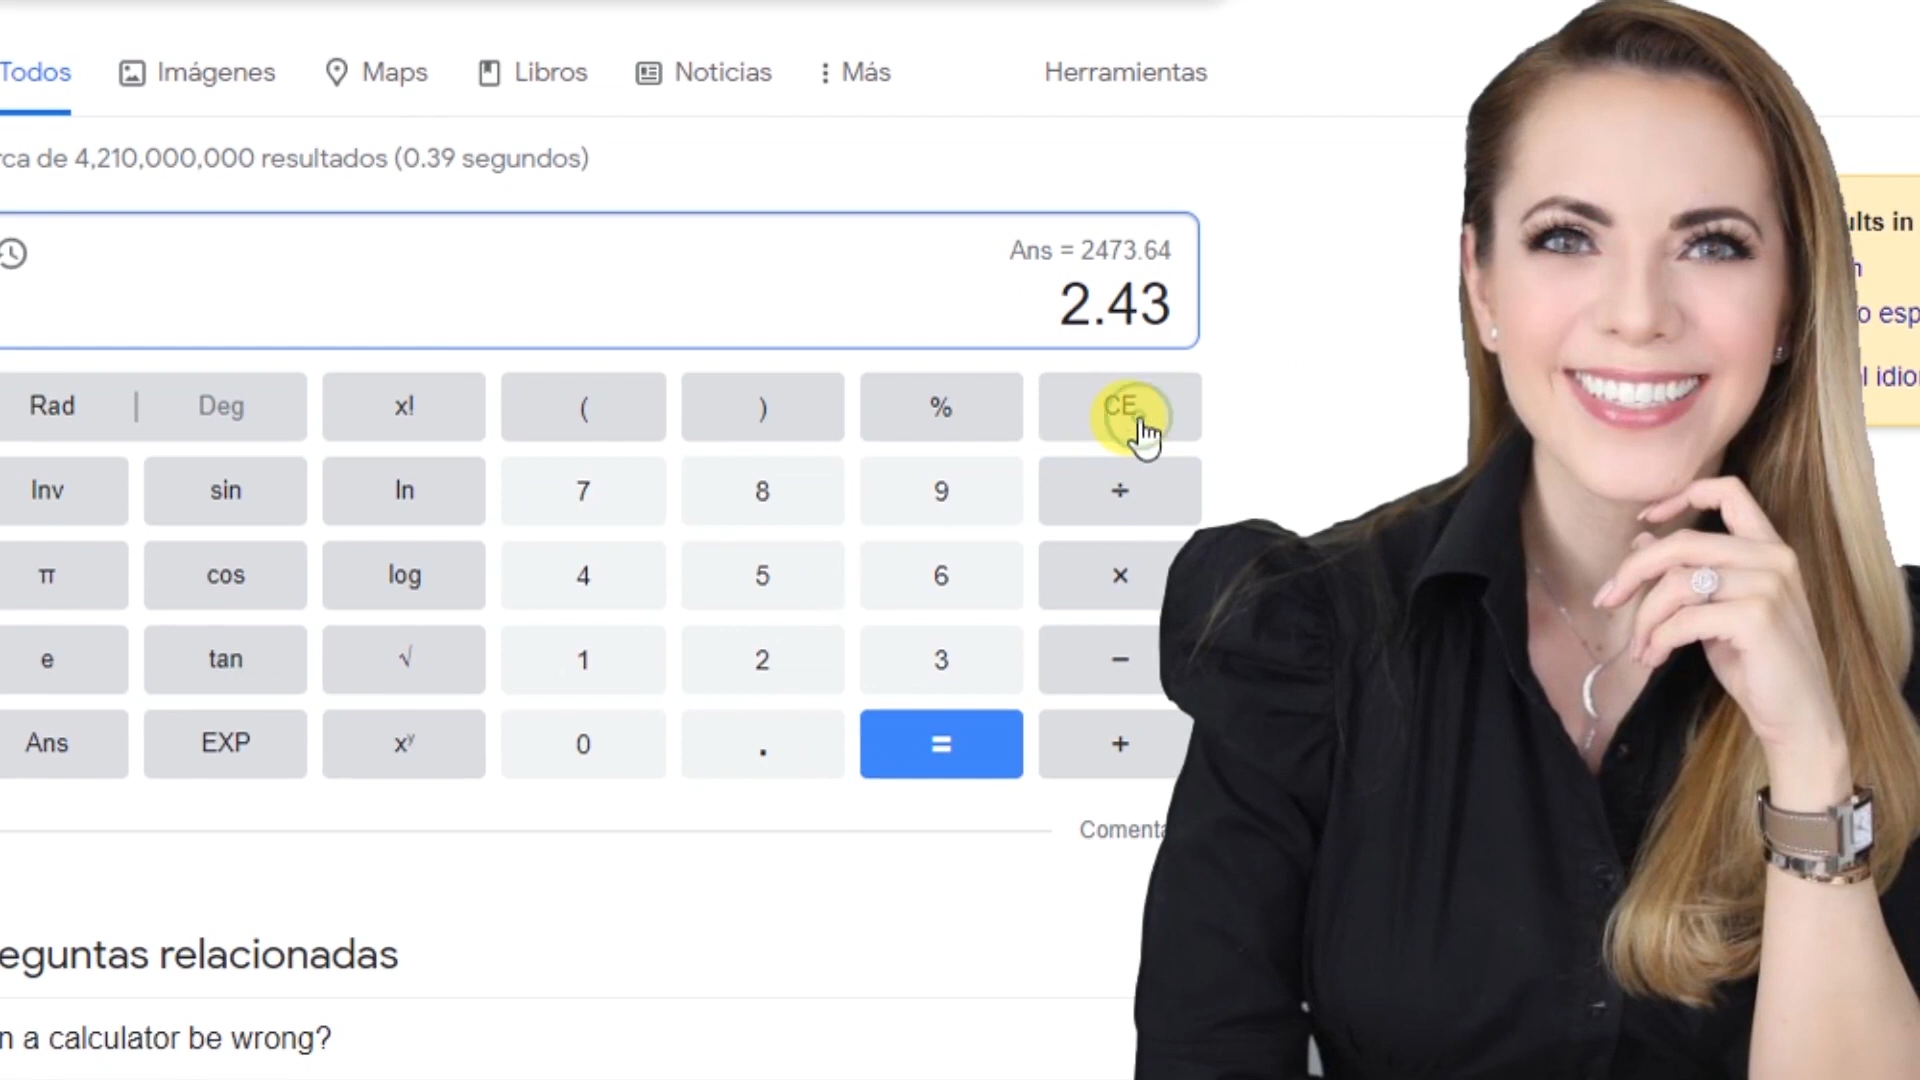 Todos Imágenes Maps Libros Noticias Más Herramientas
rca de 4,210,000,000 resultados (0.39 segundos)
ults in
Ans = 2473.64
2.43
h
o esp
l idio
Rad | Deg x! ( ) % CE
Inv sin ln 7 8 9 ÷
π cos log 4 5 6 ×
e tan √ 1 2 3 −
Ans EXP xʸ 0 . = +
Comenta
eguntas relacionadas
n a calculator be wrong?